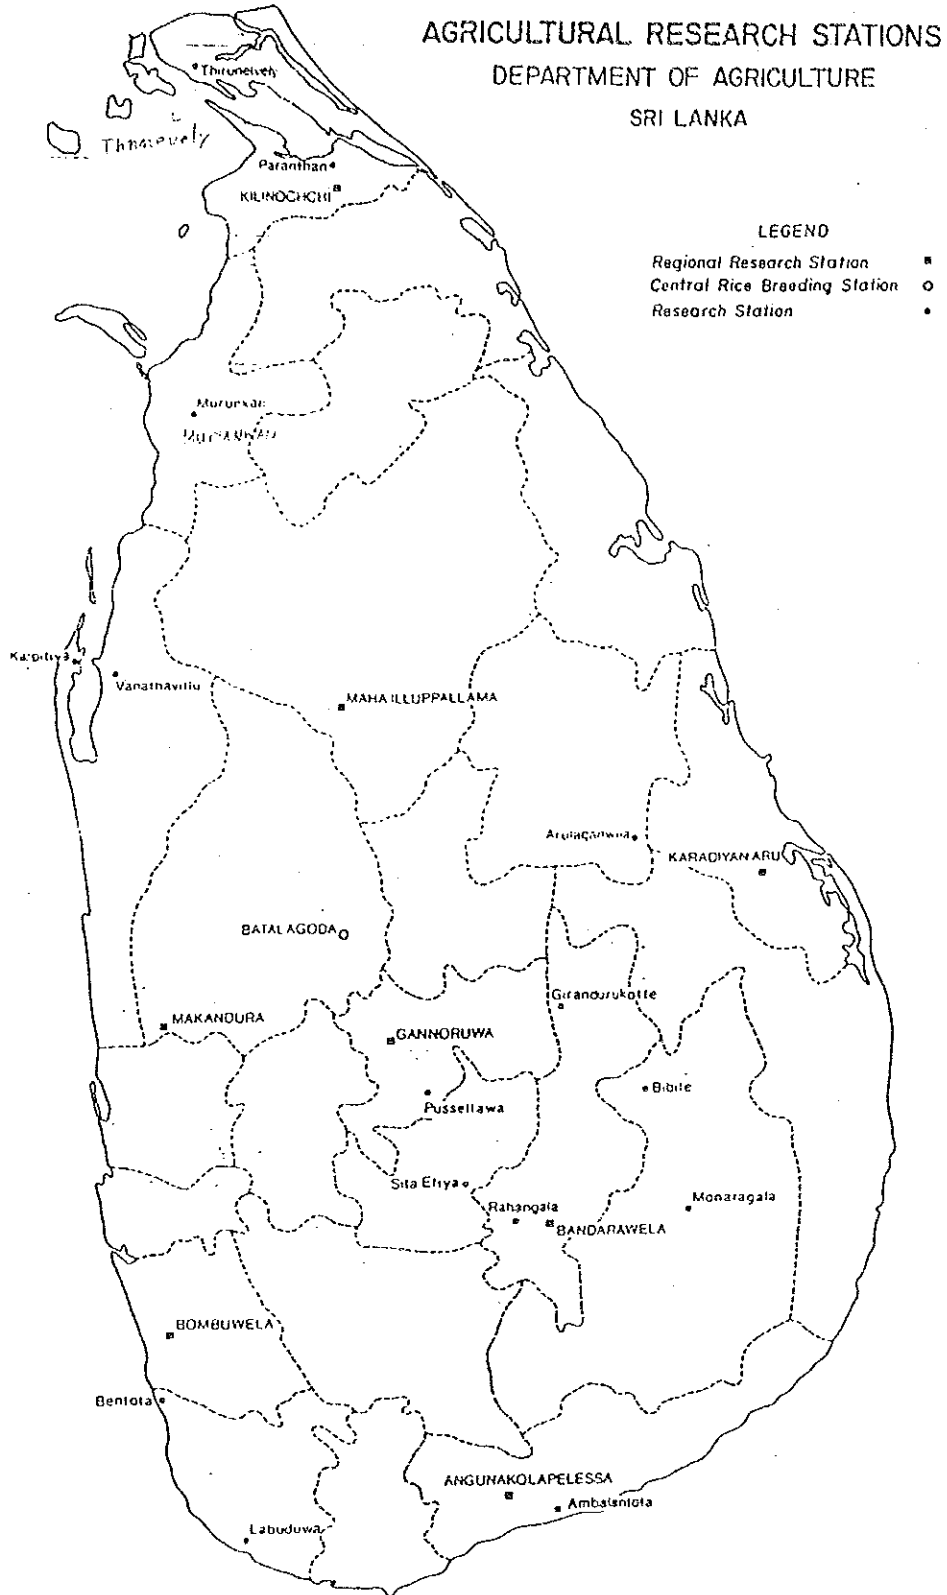 AGRICULTURAL RESEARCH STATIONS
DEPARTMENT OF AGRICULTURE
SRI LANKA
Thirunelvely
Paranthan
KILINOCHCHI
LEGEND
Regional Research Station
Central Rice Breeding Station
Research Station
Murunkan
Vanathavillu
MAHA ILLUPPALLAMA
KARADIYAN ARU
BATALAGODA
Girandurukotte
MAKANDURA
GANNORUWA
Bibile
Pussellawa
Sita Eliya
Rahangala
Monaragala
BANDARAWELA
BOMBUWELA
Bentota
ANGUNAKOLAPELESSA
Labuduwa